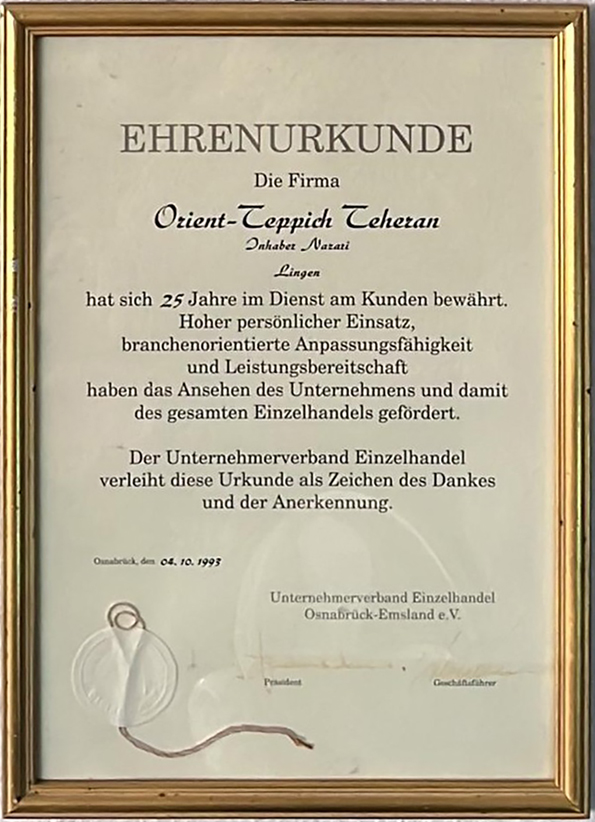 EHRENURKUNDE
Die Firma
Orient-Teppich Teheran
Inhaber Narati
Lingen
hat sich 25 Jahre im Dienst am Kunden bewährt.
Hoher persönlicher Einsatz,
branchenorientierte Anpassungsfähigkeit
und Leistungsbereitschaft
haben das Ansehen des Unternehmens und damit
des gesamten Einzelhandels gefördert.
Der Unternehmerverband Einzelhandel
verleiht diese Urkunde als Zeichen des Dankes
und der Anerkennung.
Osnabrück, den 04. 10. 1993
Unternehmerverband Einzelhandel
Osnabrück-Emsland e.V.
Präsident Geschäftsführer